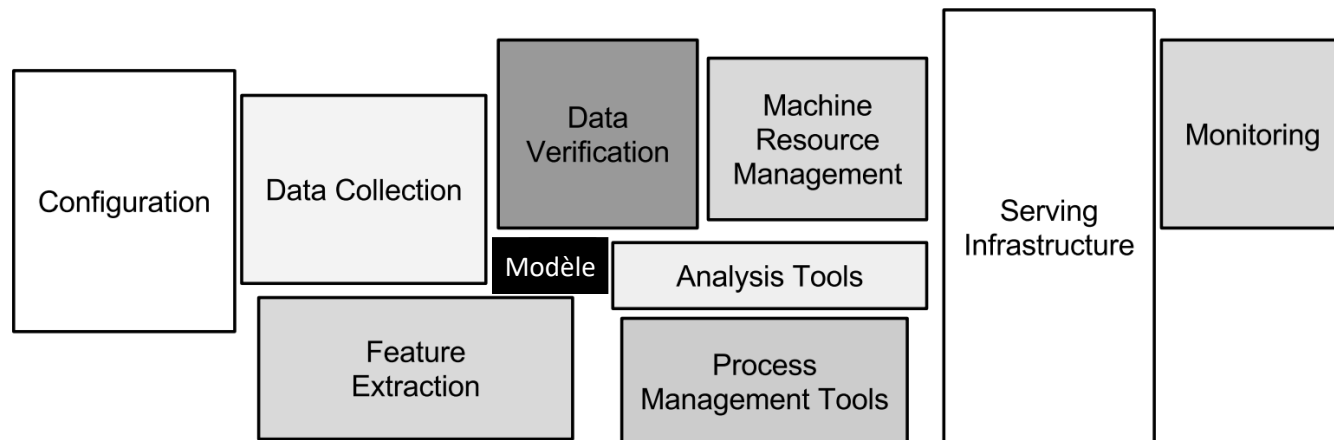 Configuration
Data Collection
Data
Verification
Machine
Resource
Management
Monitoring
Serving
Infrastructure
Modèle
Analysis Tools
Feature
Extraction
Process
Management Tools